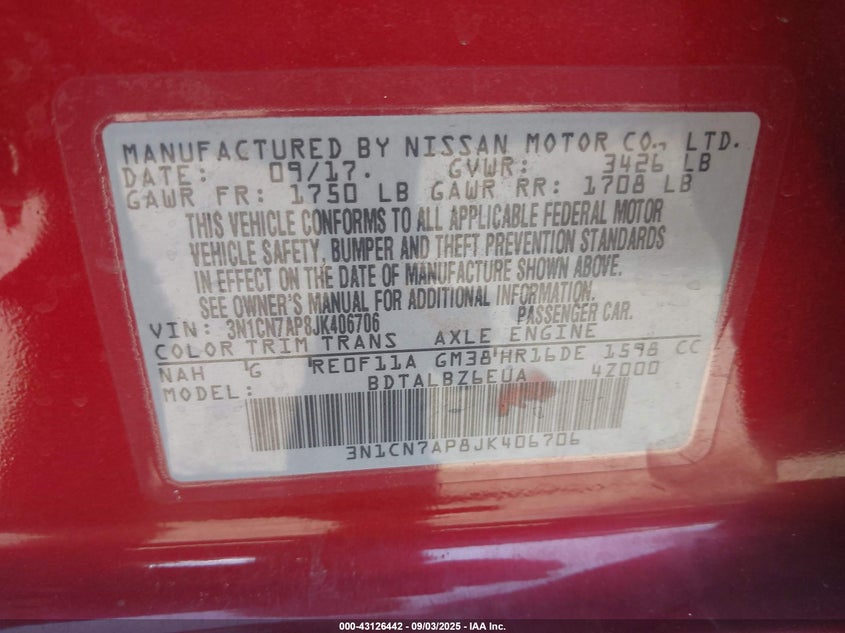 MANUFACTURED BY NISSAN MOTOR CO., LTD.
DATE: 09/17. GVWR: 3426 LB
GAWR FR: 1750 LB GAWR RR: 1708 LB
THIS VEHICLE CONFORMS TO ALL APPLICABLE FEDERAL MOTOR
VEHICLE SAFETY, BUMPER AND THEFT PREVENTION STANDARDS
IN EFFECT ON THE DATE OF MANUFACTURE SHOWN ABOVE.
SEE OWNER'S MANUAL FOR ADDITIONAL INFORMATION.
VIN: 3N1CN7AP8JK406706 PASSENGER CAR.
COLOR TRIM TRANS AXLE ENGINE
NAH G RE0F11A GM38 HR16DE 1598 CC
MODEL: BDTALBZ6EUA 4Z000
3N1CN7AP8JK406706
000-43126442 - 09/03/2025 - IAA Inc.